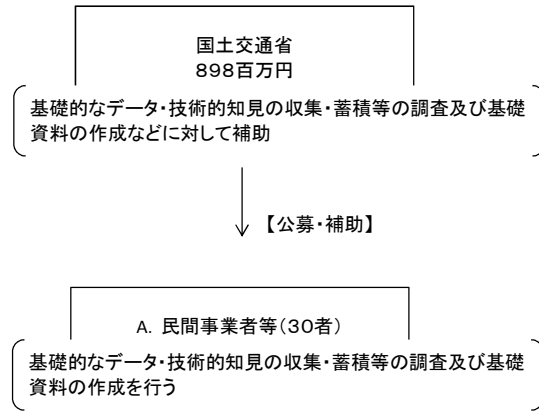 国土交通省
898百万円
基礎的なデータ・技術的知見の収集・蓄積等の調査及び基礎
資料の作成などに対して補助
【公募・補助】
A. 民間事業者等（30者）
基礎的なデータ・技術的知見の収集・蓄積等の調査及び基礎
資料の作成を行う